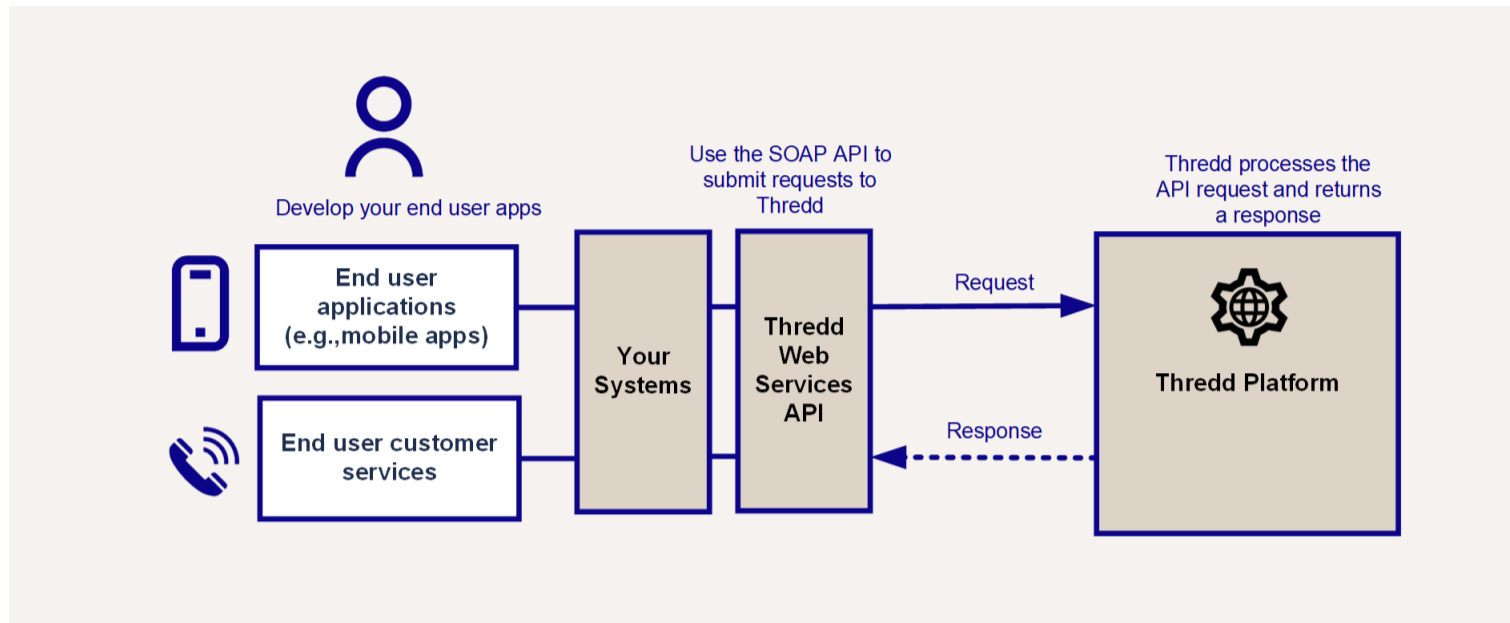 Develop your end user apps
Use the SOAP API to
submit requests to
Thredd
Thredd processes the
API request and returns
a response
End user
applications
(e.g.,mobile apps)
End user customer
services
Your
Systems
Thredd
Web
Services
API
Request
Response
Thredd Platform